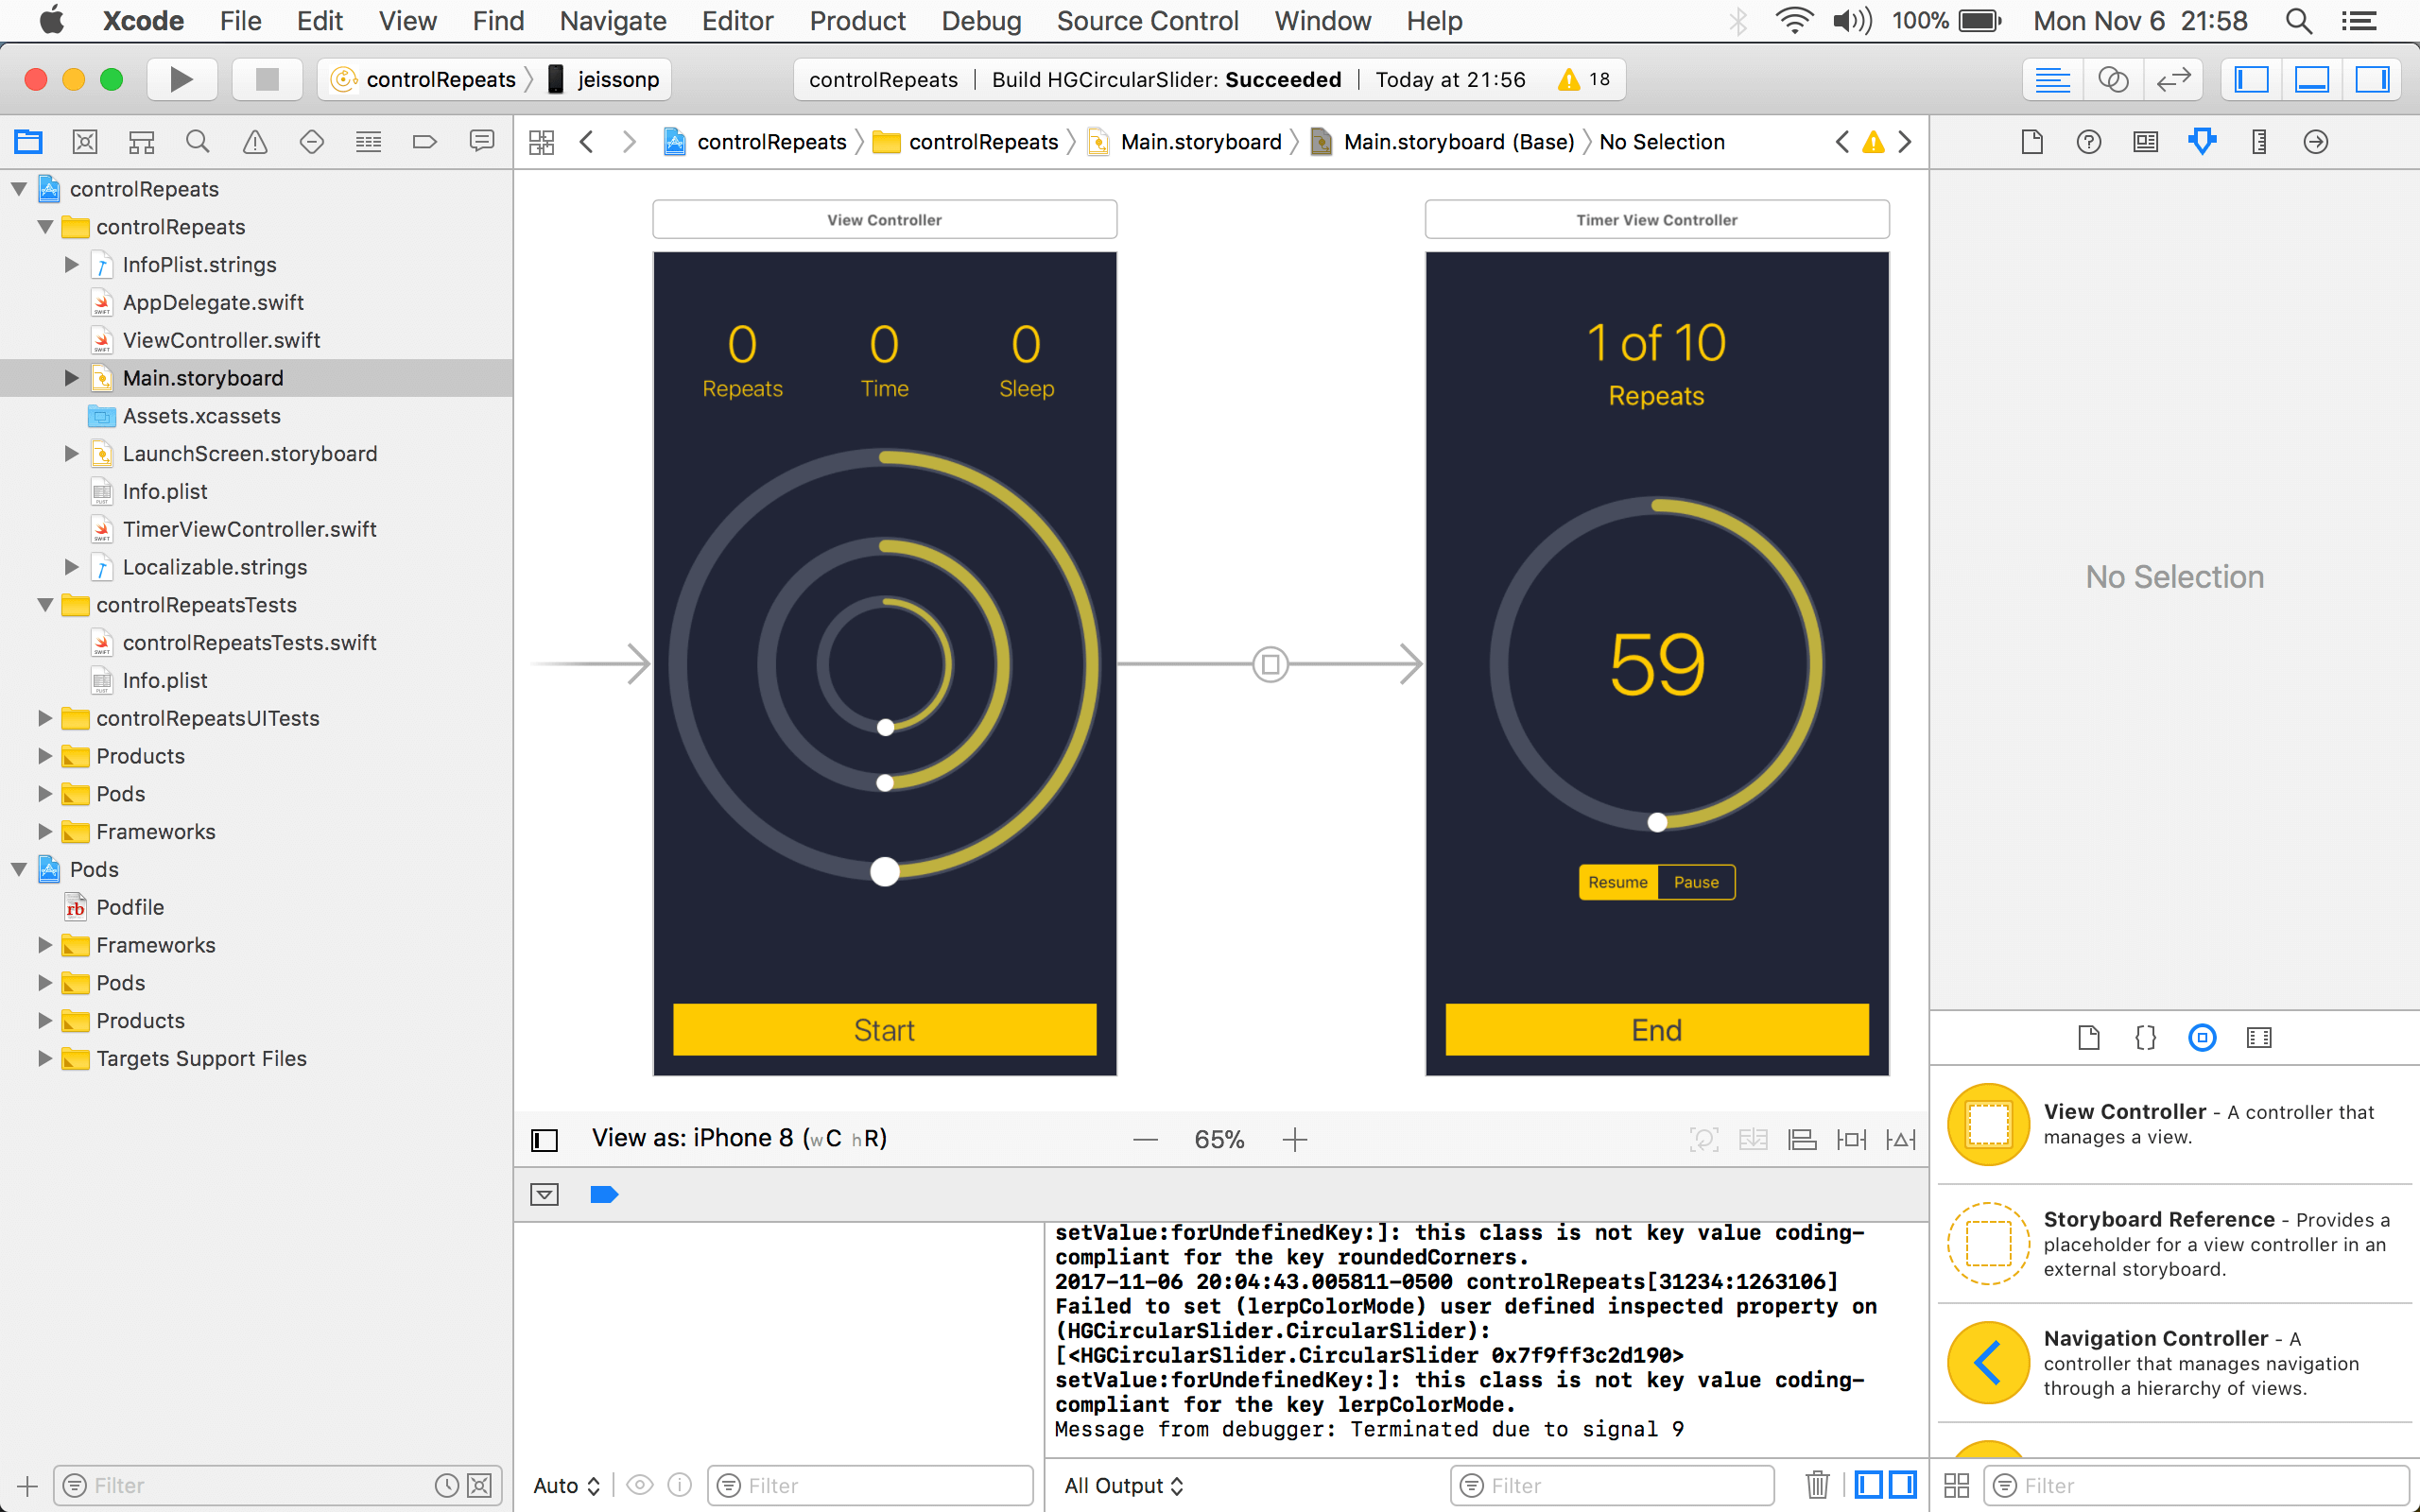 Xcode File Edit View Find Navigate Editor Product Debug Source Control Window Help 100% Mon Nov 6 21:58
controlRepeats jeissonp controlRepeats Build HGCircularSlider: Succeeded Today at 21:56 18
controlRepeats controlRepeats Main.storyboard Main.storyboard (Base) No Selection
controlRepeats
controlRepeats
InfoPlist.strings
AppDelegate.swift
ViewController.swift
Main.storyboard
Assets.xcassets
LaunchScreen.storyboard
Info.plist
TimerViewController.swift
Localizable.strings
controlRepeatsTests
controlRepeatsTests.swift
Info.plist
controlRepeatsUITests
Products
Pods
Frameworks
Pods
Podfile
Frameworks
Pods
Products
Targets Support Files
Filter
View Controller
0 0 0
Repeats Time Sleep
Start
Timer View Controller
1 of 10
Repeats
59
Resume Pause
End
View as: iPhone 8 (wC hR) 65%
setValue:forUndefinedKey:]: this class is not key value coding-
compliant for the key roundedCorners.
2017-11-06 20:04:43.005811-0500 controlRepeats[31234:1263106]
Failed to set (lerpColorMode) user defined inspected property on
(HGCircularSlider.CircularSlider):
[<HGCircularSlider.CircularSlider 0x7f9ff3c2d190>
setValue:forUndefinedKey:]: this class is not key value coding-
compliant for the key lerpColorMode.
Message from debugger: Terminated due to signal 9
Auto Filter All Output Filter
No Selection
{}
View Controller - A controller that
manages a view.
Storyboard Reference - Provides a
placeholder for a view controller in an
external storyboard.
Navigation Controller - A
controller that manages navigation
through a hierarchy of views.
Filter